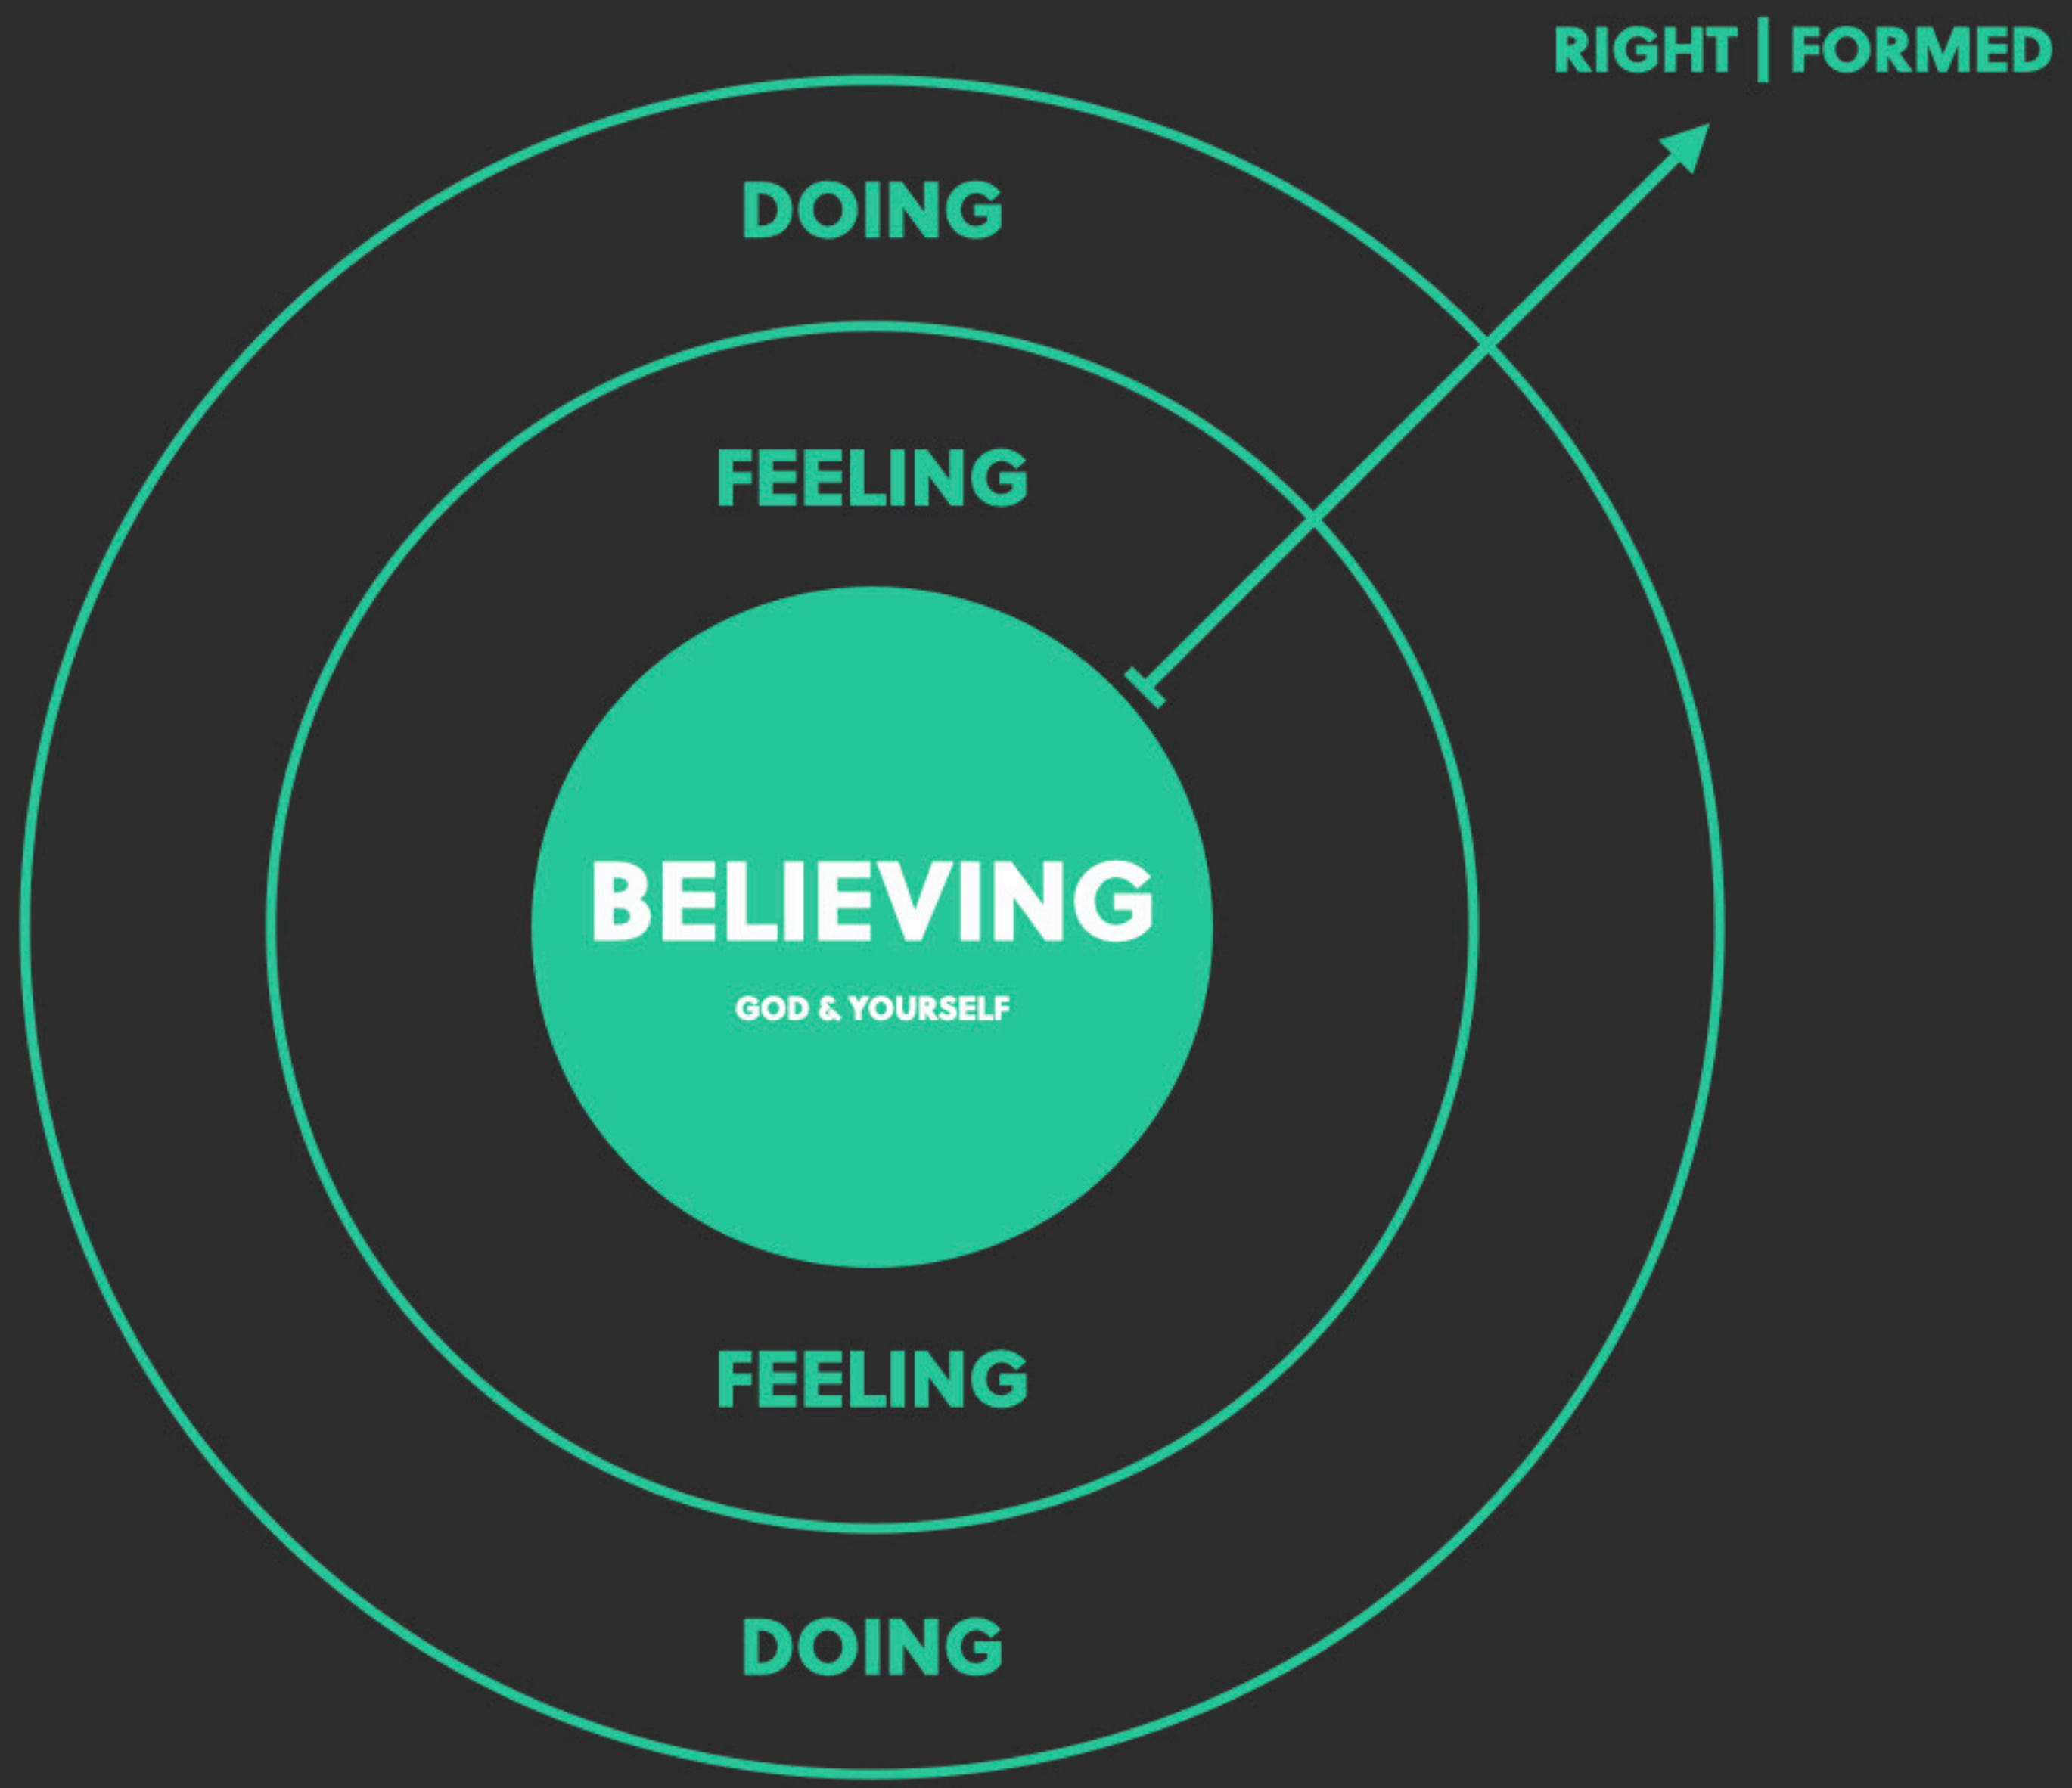 RIGHT | FORMED
DOING
FEELING
BELIEVING
GOD & YOURSELF
FEELING
DOING